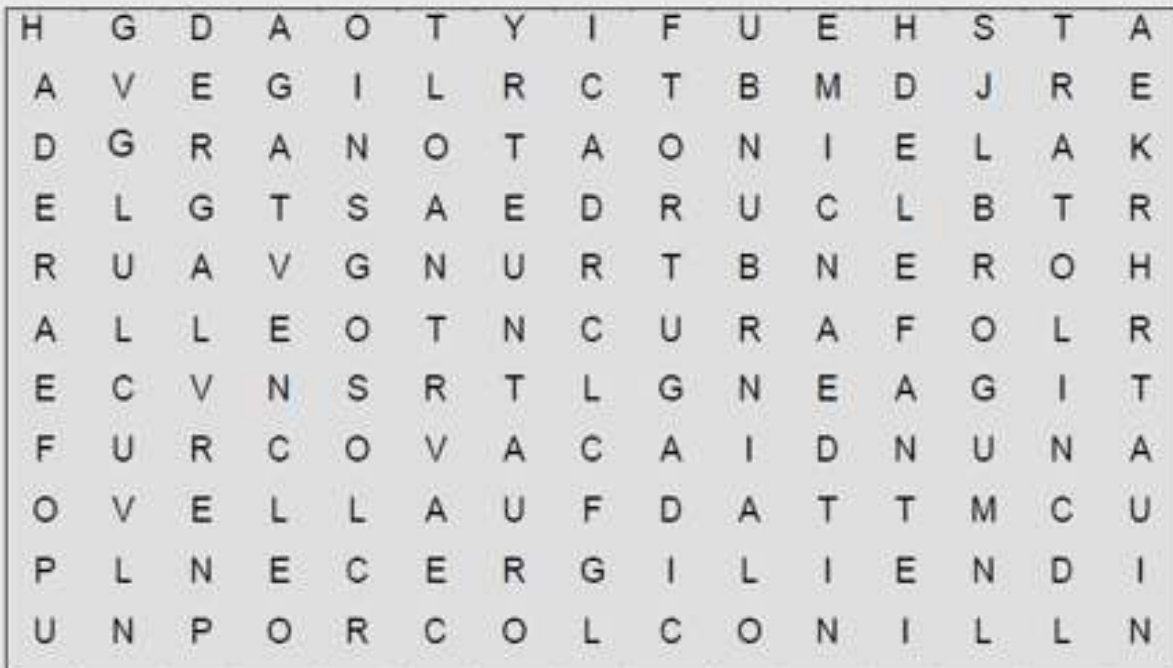 H G D A O T Y I F U E H S T A
A V E G I L R C T B M D J R E
D G R A N O T A O N I E L A K
E L G T S A E D R U C L B T R
R U A V G N U R T B N E R O H
A L L E O T N C U R A F O L R
E C V N S R T L G N E A G I T
F U R C O V A C A I D N U N A
O V E L L A U F D A T T M C U
P L N E C E R G I L I E N D I
U N P O R C O L C O N I L L N